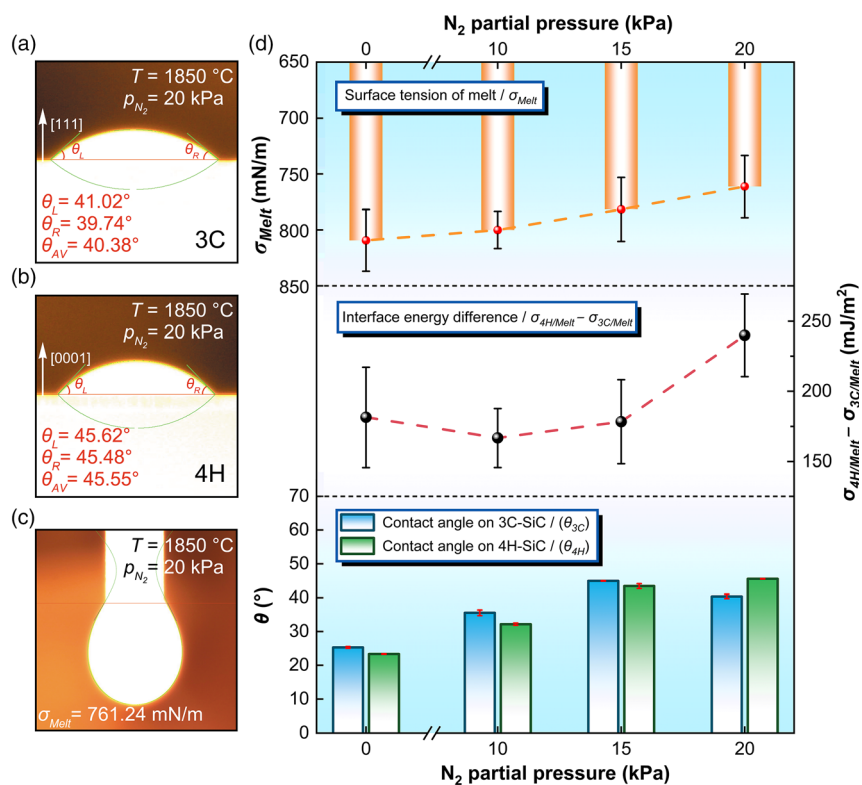 (a)
T = 1850 °C
pN₂ = 20 kPa
[111]
θL
θR
θL = 41.02°
θR = 39.74°
θAV = 40.38°
3C
(b)
T = 1850 °C
pN₂ = 20 kPa
[0001]
θL
θR
θL = 45.62°
θR = 45.48°
θAV = 45.55°
4H
(c)
T = 1850 °C
pN₂ = 20 kPa
σMelt = 761.24 mN/m
(d)
N₂ partial pressure (kPa)
0 10 15 20
650
700
750
800
850
σMelt (mN/m)
Surface tension of melt / σMelt
Interface energy difference / σ4H/Melt − σ3C/Melt
250
200
150
σ4H/Melt − σ3C/Melt (mJ/m²)
70
60
50
40
30
20
10
0
θ (°)
Contact angle on 3C-SiC / (θ3C)
Contact angle on 4H-SiC / (θ4H)
0 10 15 20
N₂ partial pressure (kPa)